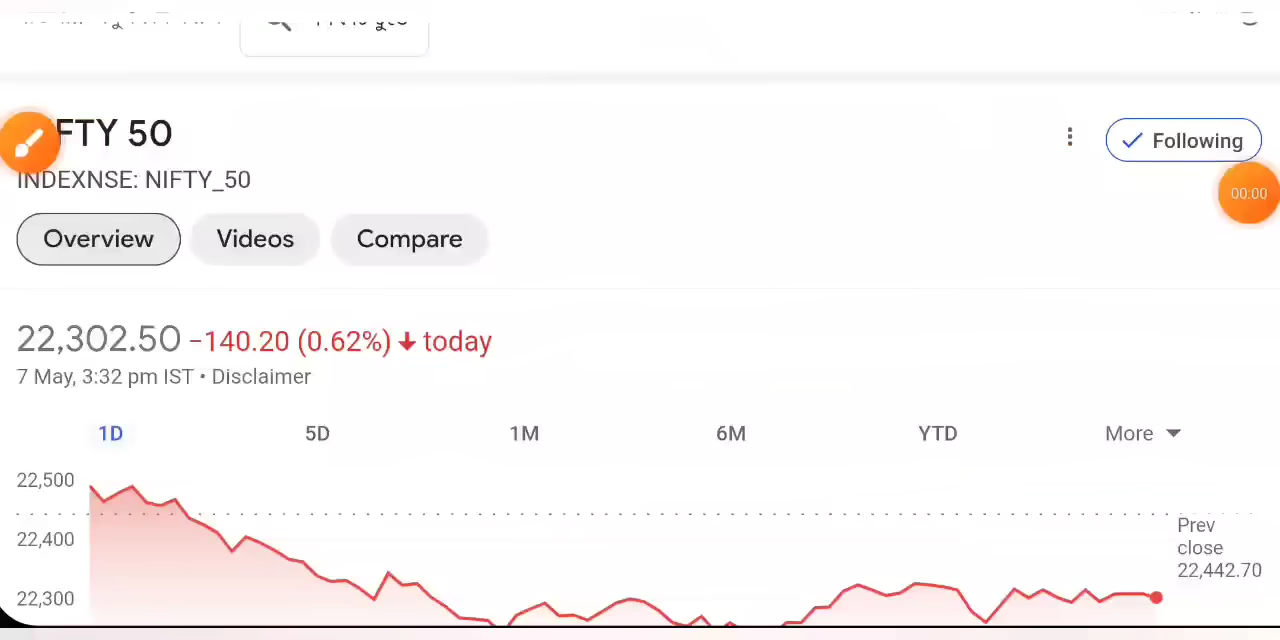 FTY 50
Following
INDEXNSE: NIFTY_50
00:00
Overview
Videos
Compare
22,302.50 −140.20 (0.62%) ↓ today
7 May, 3:32 pm IST • Disclaimer
1D
5D
1M
6M
YTD
More
22,500
22,400
22,300
Prev
close
22,442.70